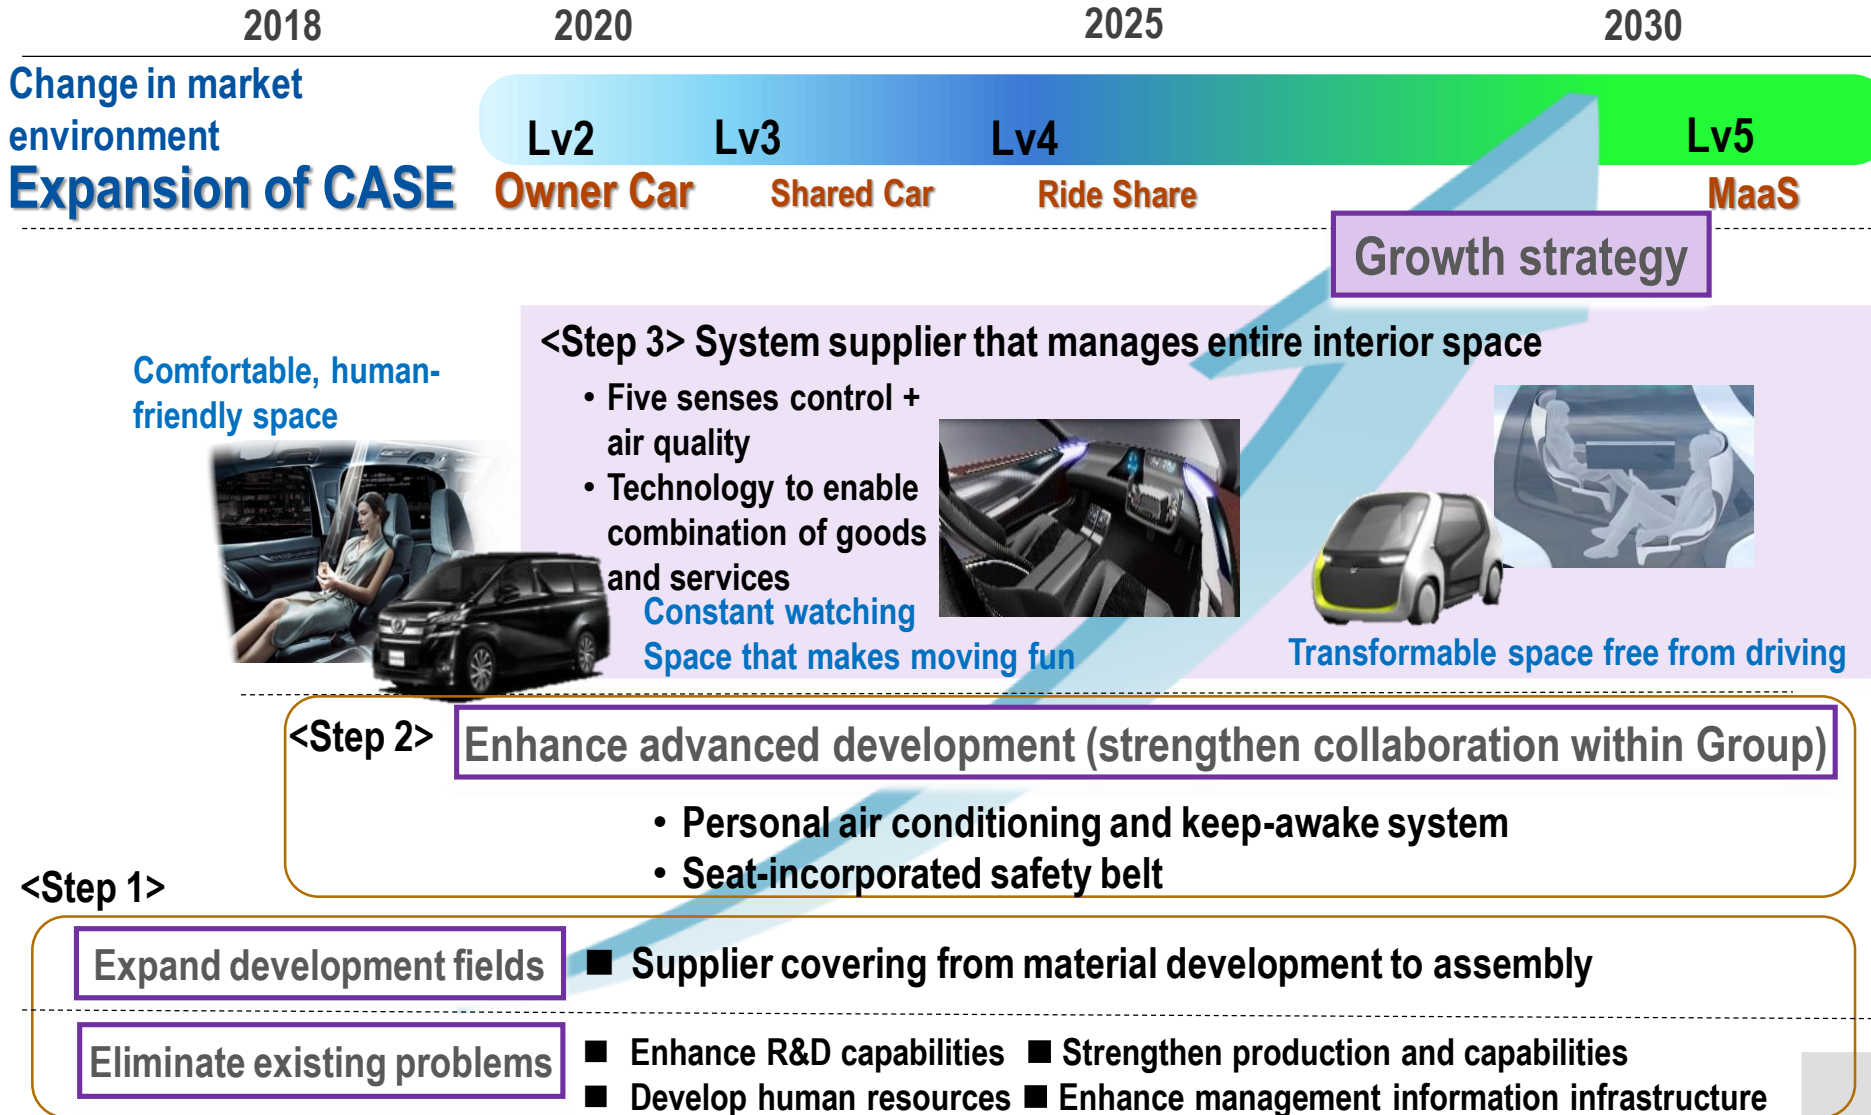 2018 2020 2025 2030
Change in market
environment
Expansion of CASE
Lv2 Lv3 Lv4 Lv5
Owner Car Shared Car Ride Share MaaS
Growth strategy
<Step 3> System supplier that manages entire interior space
• Five senses control +
air quality
• Technology to enable
combination of goods
and services
Comfortable, human-
friendly space
Constant watching
Space that makes moving fun
Transformable space free from driving
<Step 2> Enhance advanced development (strengthen collaboration within Group)
• Personal air conditioning and keep-awake system
• Seat-incorporated safety belt
<Step 1>
Expand development fields ■ Supplier covering from material development to assembly
Eliminate existing problems
■ Enhance R&D capabilities ■ Strengthen production and capabilities
■ Develop human resources ■ Enhance management information infrastructure